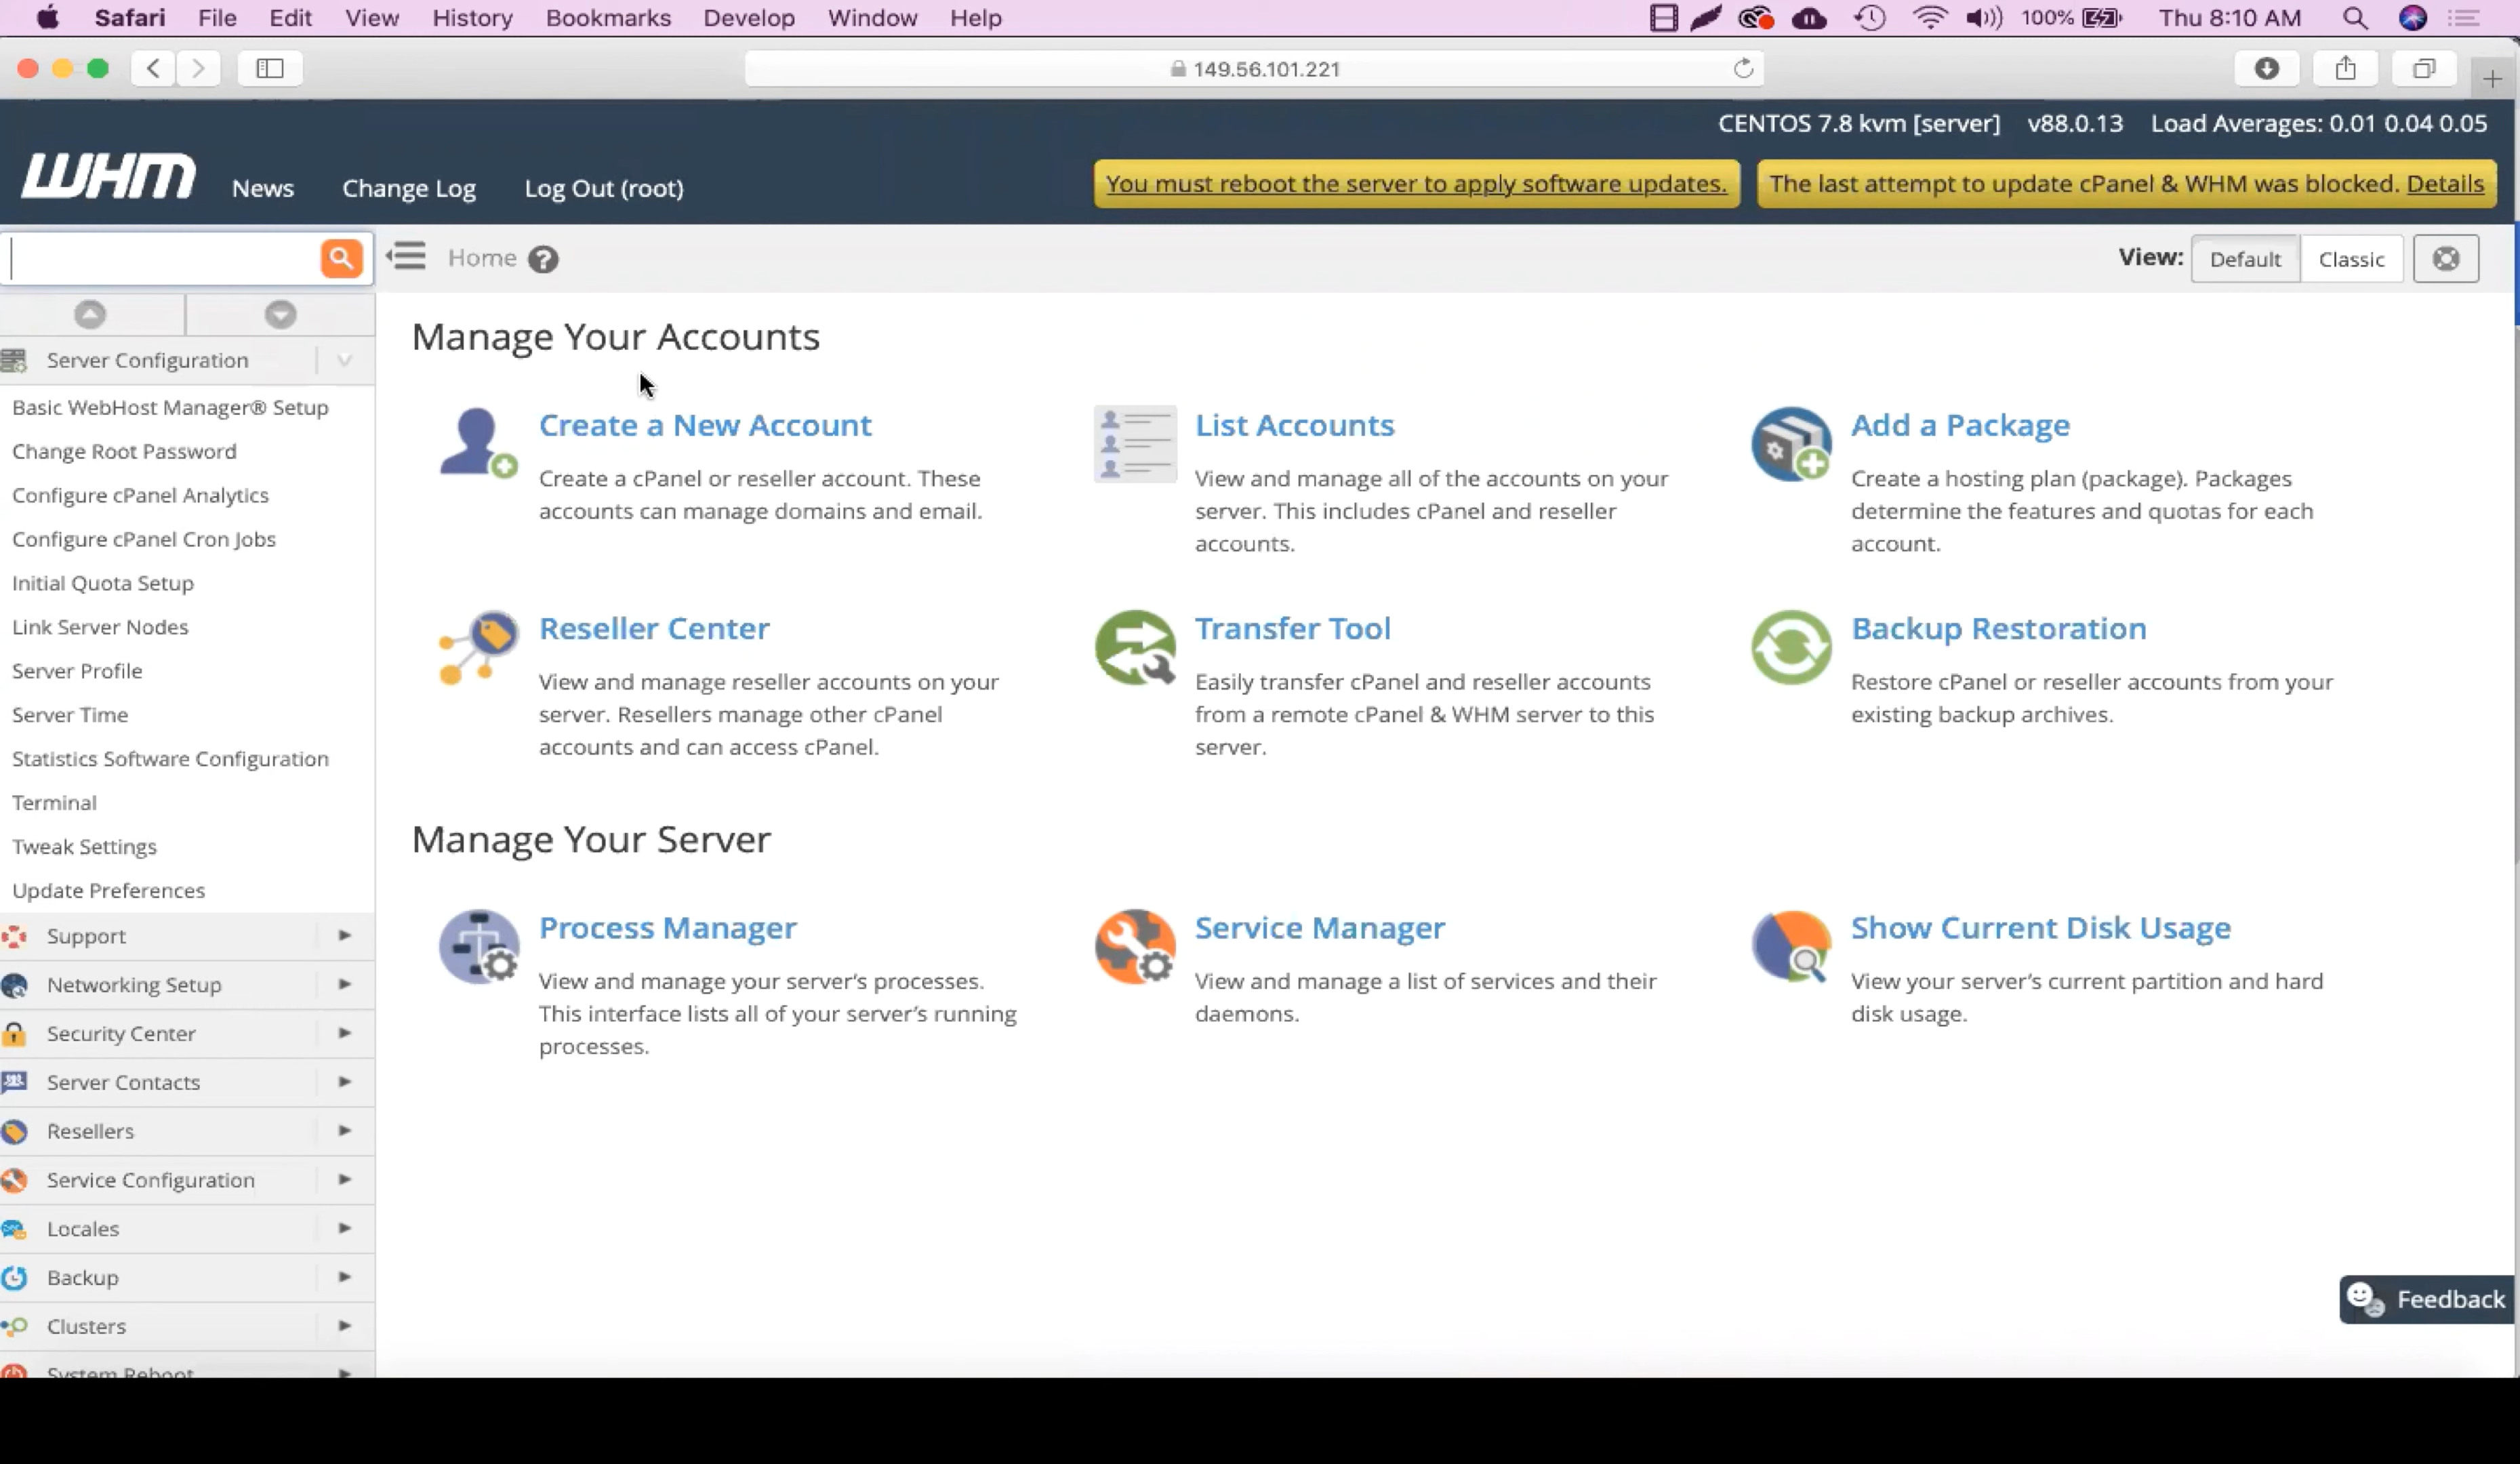 Safari File Edit View History Bookmarks Develop Window Help 100% Thu 8:10 AM
149.56.101.221
CENTOS 7.8 kvm [server] v88.0.13 Load Averages: 0.01 0.04 0.05
WHM News Change Log Log Out (root) You must reboot the server to apply software updates. The last attempt to update cPanel & WHM was blocked. Details
Home View: Default Classic
Server Configuration
Basic WebHost Manager® Setup
Change Root Password
Configure cPanel Analytics
Configure cPanel Cron Jobs
Initial Quota Setup
Link Server Nodes
Server Profile
Server Time
Statistics Software Configuration
Terminal
Tweak Settings
Update Preferences
Support
Networking Setup
Security Center
Server Contacts
Resellers
Service Configuration
Locales
Backup
Clusters
System Reboot
Manage Your Accounts
Create a New Account
Create a cPanel or reseller account. These
accounts can manage domains and email.
List Accounts
View and manage all of the accounts on your
server. This includes cPanel and reseller
accounts.
Add a Package
Create a hosting plan (package). Packages
determine the features and quotas for each
account.
Reseller Center
View and manage reseller accounts on your
server. Resellers manage other cPanel
accounts and can access cPanel.
Transfer Tool
Easily transfer cPanel and reseller accounts
from a remote cPanel & WHM server to this
server.
Backup Restoration
Restore cPanel or reseller accounts from your
existing backup archives.
Manage Your Server
Process Manager
View and manage your server's processes.
This interface lists all of your server's running
processes.
Service Manager
View and manage a list of services and their
daemons.
Show Current Disk Usage
View your server's current partition and hard
disk usage.
Feedback